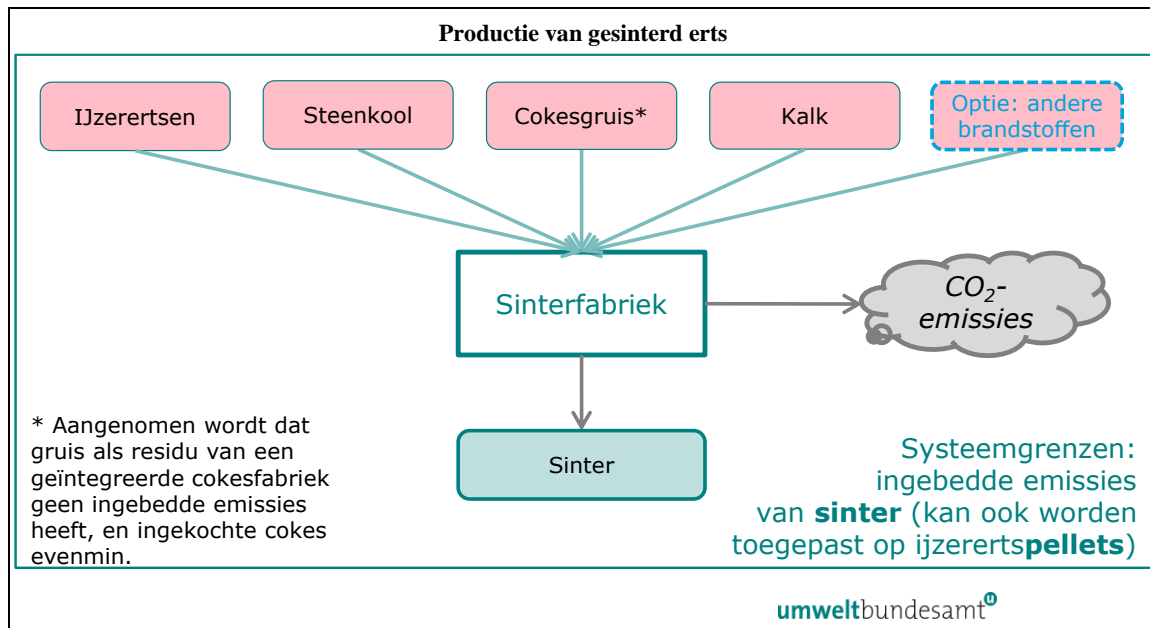 Productie van gesinterd erts
IJzerertsen
Steenkool
Cokesgruis*
Kalk
Optie: andere
brandstoffen
Sinterfabriek
CO₂-
emissies
Sinter
* Aangenomen wordt dat
gruis als residu van een
geïntegreerde cokesfabriek
geen ingebedde emissies
heeft, en ingekochte cokes
evenmin.
Systeemgrenzen:
ingebedde emissies
van sinter (kan ook worden
toegepast op ijzerertspellets)
umweltbundesamt
u